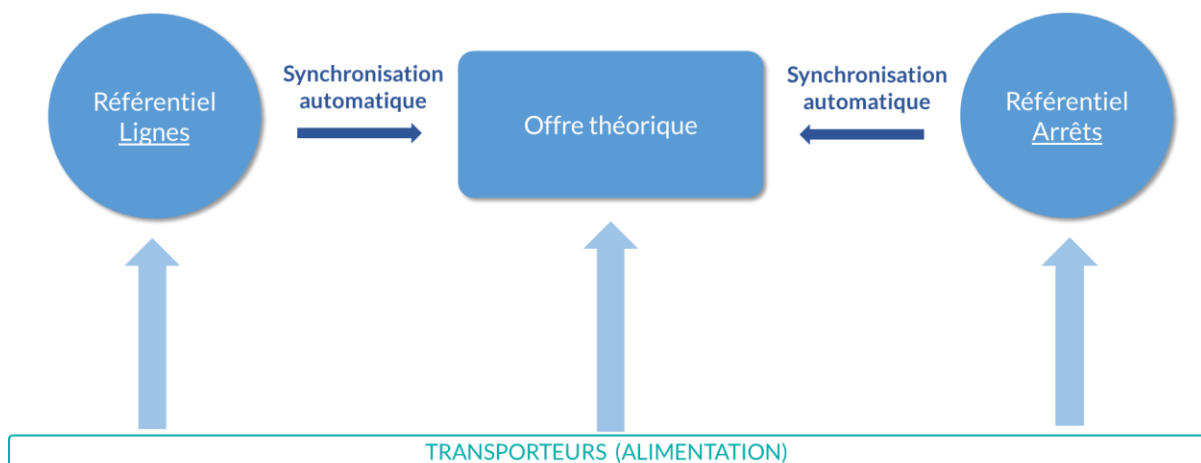 Référentiel
Lignes
Synchronisation
automatique
Offre théorique
Synchronisation
automatique
Référentiel
Arrêts
TRANSPORTEURS (ALIMENTATION)